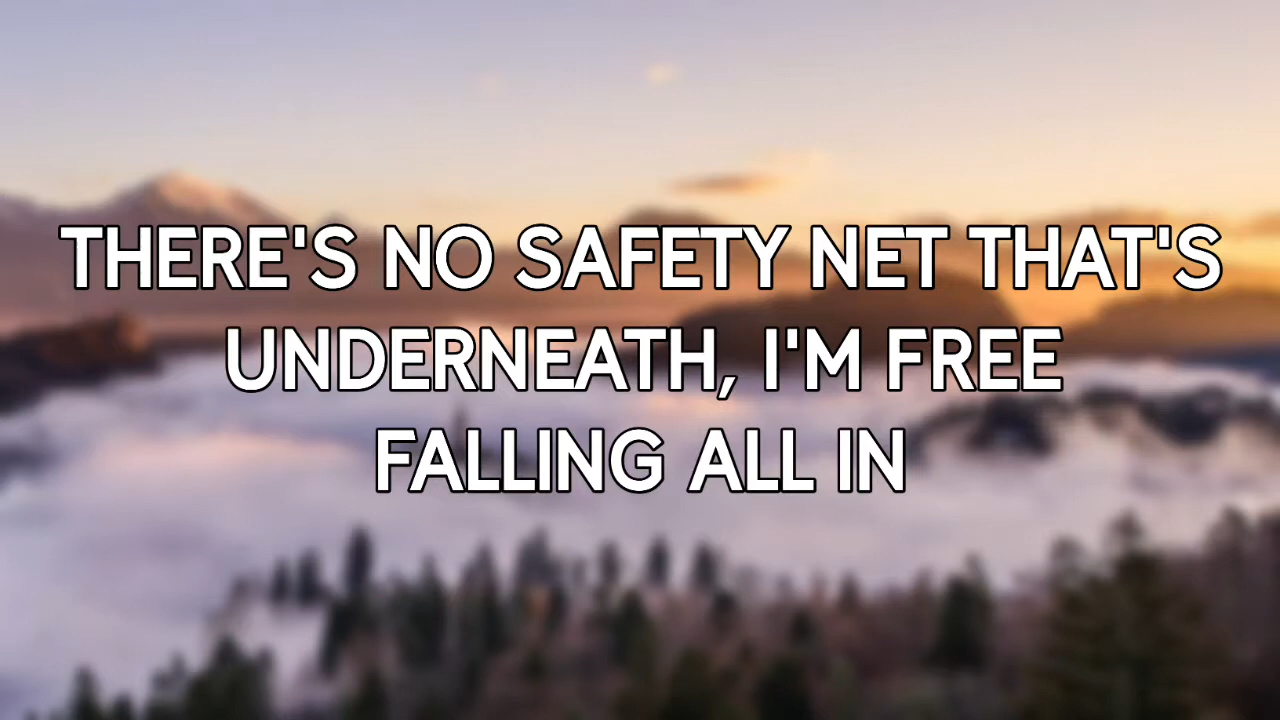 THERE'S NO SAFETY NET THAT'S
UNDERNEATH, I'M FREE
FALLING ALL IN